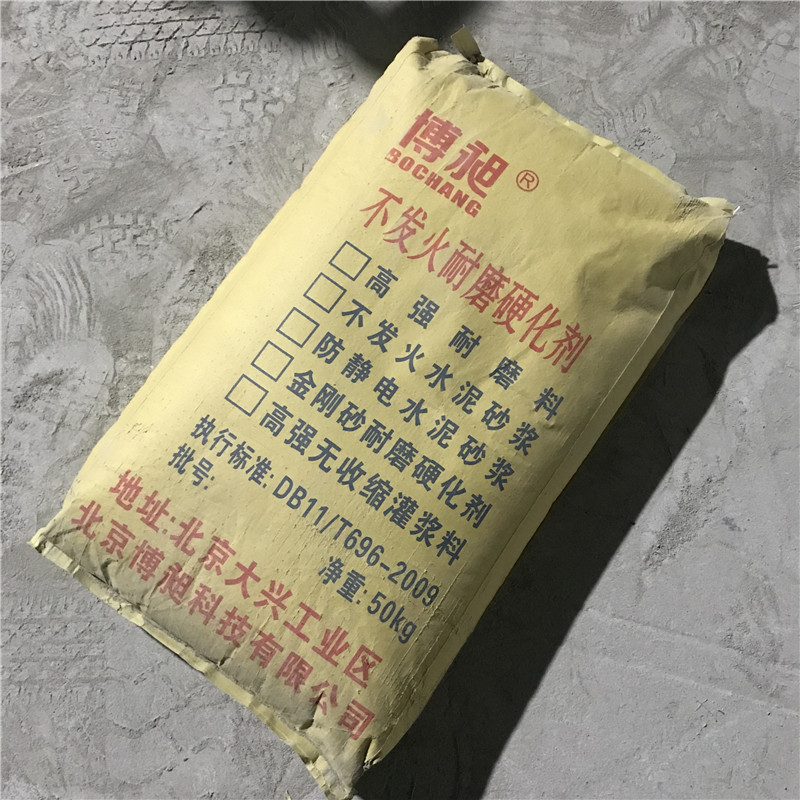 博昶®
BOCHANG
不发火耐磨硬化剂
□高强耐磨料
□不发火水泥砂浆
□防静电水泥砂浆
□金刚砂耐磨硬化剂
□高强无收缩灌浆料
执行标准:DB11/T696-2009
批号: 净重:50kg
地址:北京大兴工业区
北京博昶科技有限公司